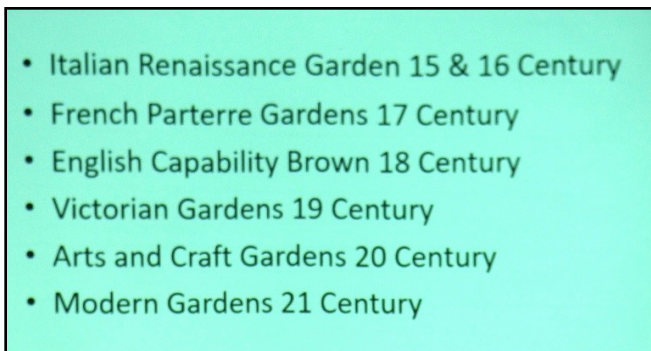 • Italian Renaissance Garden 15 & 16 Century
• French Parterre Gardens 17 Century
• English Capability Brown 18 Century
• Victorian Gardens 19 Century
• Arts and Craft Gardens 20 Century
• Modern Gardens 21 Century